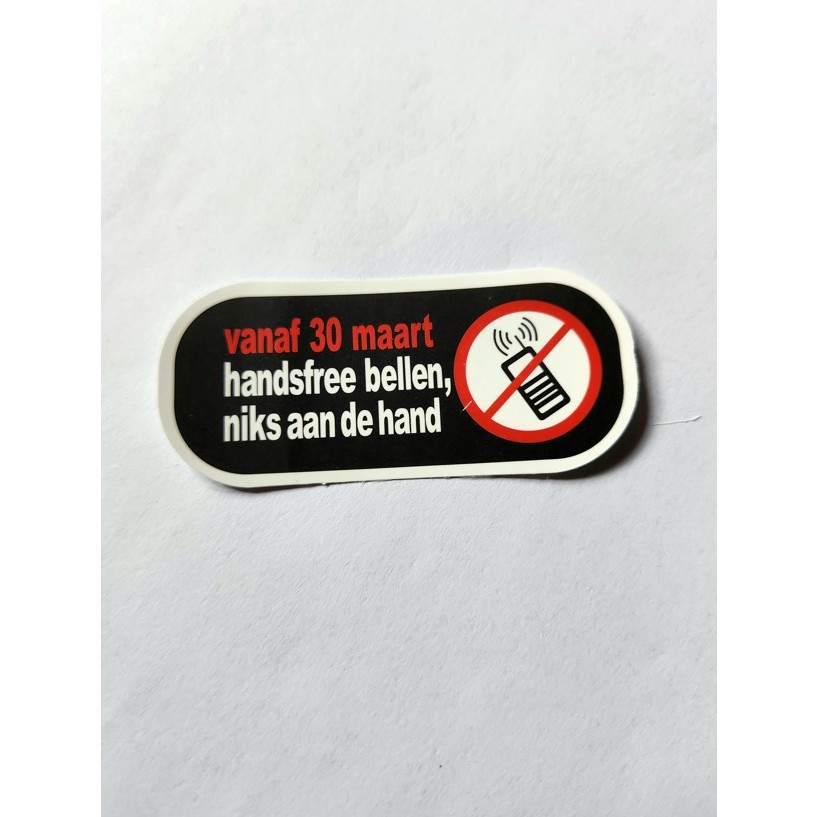 vanaf 30 maart
handsfree bellen,
niks aan de hand